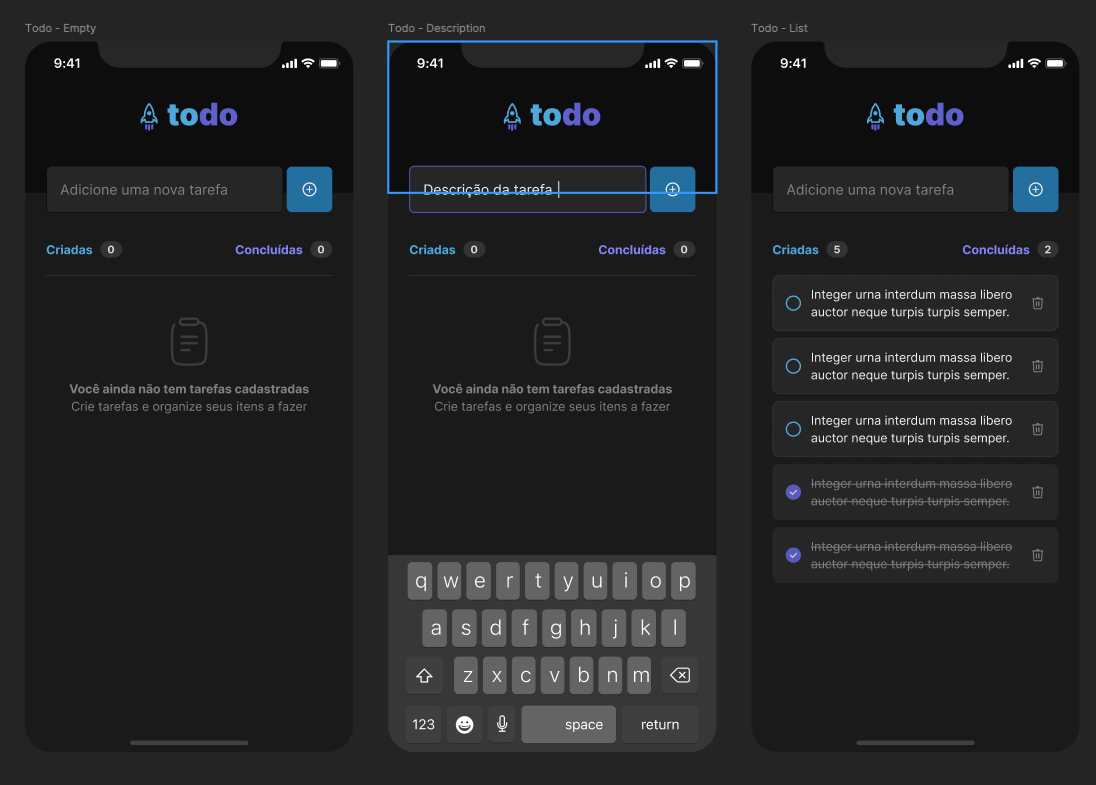 Todo - Empty
9:41
todo
Adicione uma nova tarefa
Criadas 0
Concluídas 0
Você ainda não tem tarefas cadastradas
Crie tarefas e organize seus itens a fazer
Todo - Description
9:41
todo
Descrição da tarefa
Criadas 0
Concluídas 0
Você ainda não tem tarefas cadastradas
Crie tarefas e organize seus itens a fazer
q w e r t y u i o p
a s d f g h j k l
z x c v b n m
123 space return
Todo - List
9:41
todo
Adicione uma nova tarefa
Criadas 5
Concluídas 2
Integer urna interdum massa libero
auctor neque turpis turpis semper.
Integer urna interdum massa libero
auctor neque turpis turpis semper.
Integer urna interdum massa libero
auctor neque turpis turpis semper.
Integer urna interdum massa libero
auctor neque turpis turpis semper.
Integer urna interdum massa libero
auctor neque turpis turpis semper.